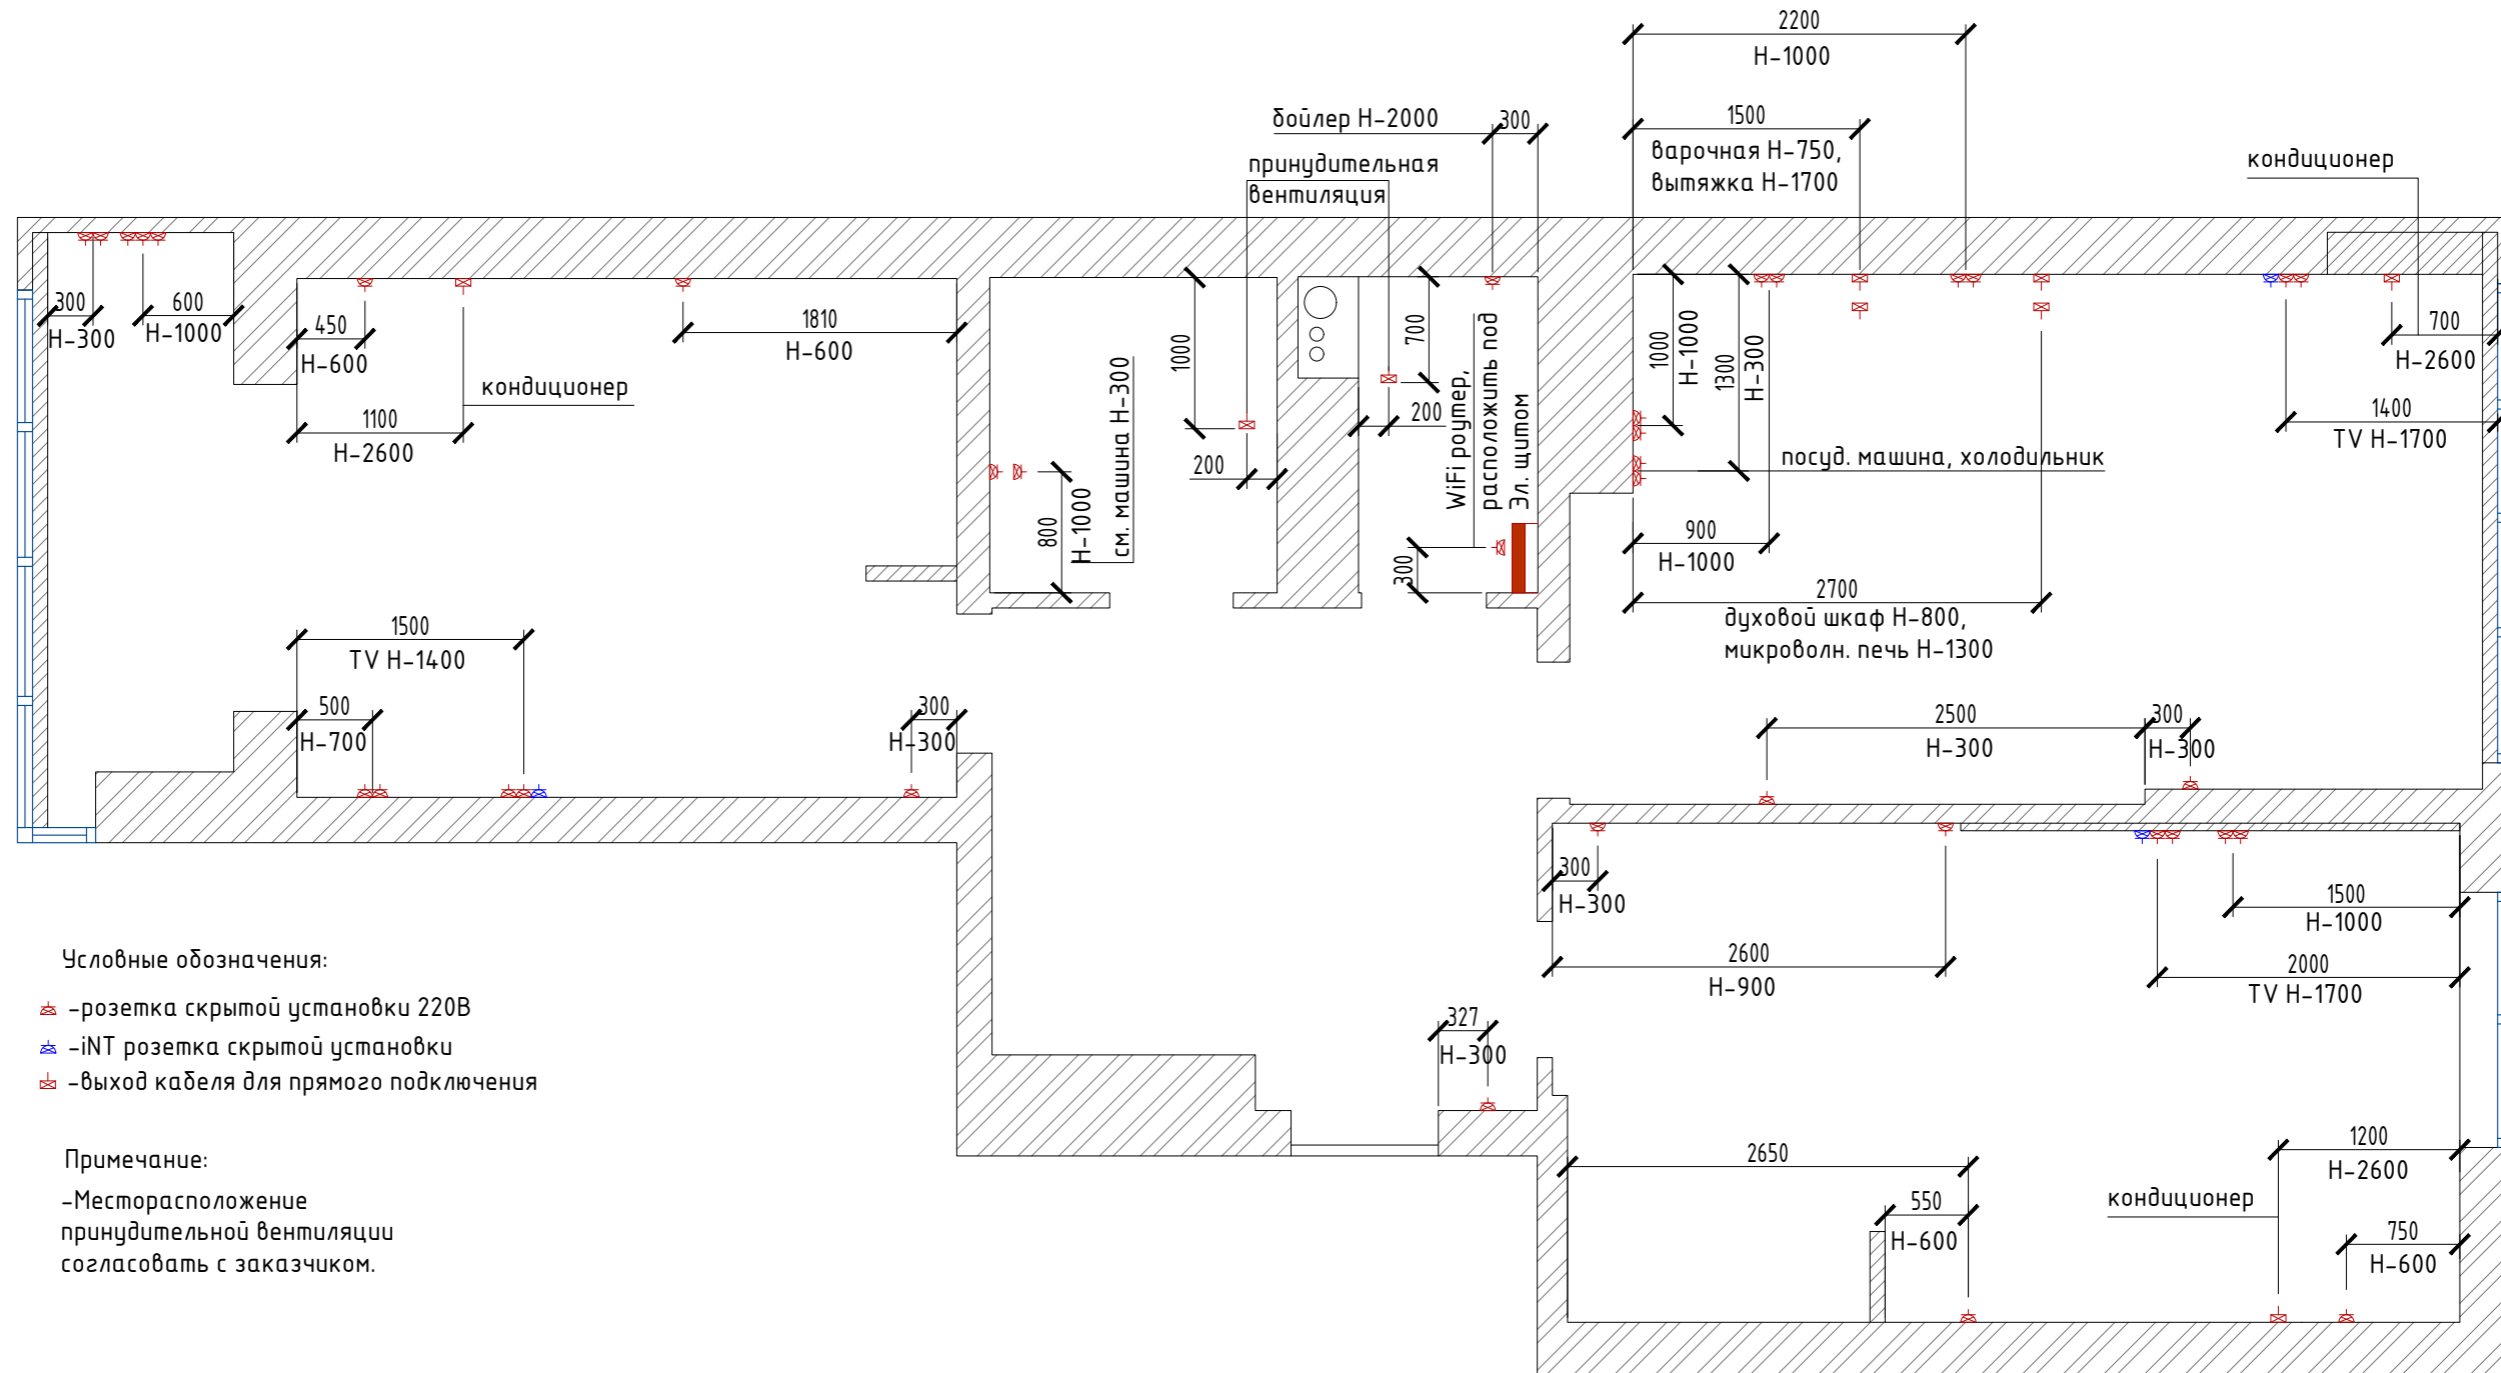 2200
H-1000
1500
варочная H-750,
вытяжка H-1700
бойлер H-2000
300
принудительная
вентиляция
кондиционер
300
H-300
600
H-1000
450
H-600
1100
H-2600
кондиционер
1810
H-600
1000
200
700
200
800
H-1000
см. машина H-300
WiFi роутер,
расположить под
Эл. щитом
300
1000
H-1000
1300
H-300
посуд. машина, холодильник
900
H-1000
2700
духовой шкаф H-800,
микроволн. печь H-1300
700
H-2600
1400
TV H-1700
1500
TV H-1400
500
H-700
300
H-300
2500
H-300
300
H-300
300
H-300
2600
H-900
1500
H-1000
2000
TV H-1700
327
H-300
2650
550
H-600
кондиционер
1200
H-2600
750
H-600
Условные обозначения:
-розетка скрытой установки 220В
-iNT розетка скрытой установки
-выход кабеля для прямого подключения
Примечание:
-Месторасположение
принудительной вентиляции
согласовать с заказчиком.